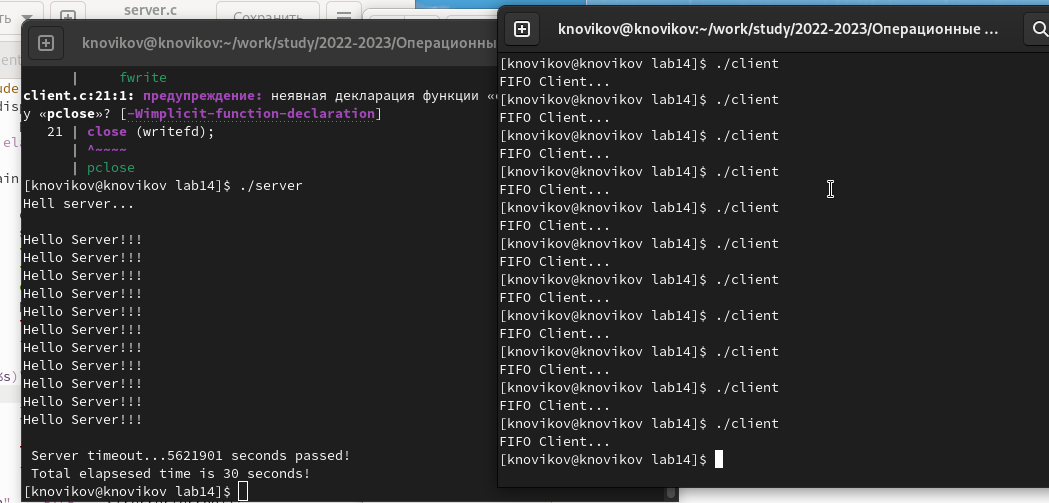 server.c
Сохранить
knovikov@knovikov:~/work/study/2022-2023/Операционны
| fwrite
client.c:21:1: предупреждение: неявная декларация функции «
у «pclose»? [-Wimplicit-function-declaration]
21 | close (writefd);
| ^~~~~
| pclose
[knovikov@knovikov lab14]$ ./server
Hell server...
Hello Server!!!
Hello Server!!!
Hello Server!!!
Hello Server!!!
Hello Server!!!
Hello Server!!!
Hello Server!!!
Hello Server!!!
Hello Server!!!
Hello Server!!!
Hello Server!!!
Server timeout...5621901 seconds passed!
Total elapsesed time is 30 seconds!
[knovikov@knovikov lab14]$
knovikov@knovikov:~/work/study/2022-2023/Операционные ...
[knovikov@knovikov lab14]$ ./client
FIFO Client...
[knovikov@knovikov lab14]$ ./client
FIFO Client...
[knovikov@knovikov lab14]$ ./client
FIFO Client...
[knovikov@knovikov lab14]$ ./client
FIFO Client...
[knovikov@knovikov lab14]$ ./client
FIFO Client...
[knovikov@knovikov lab14]$ ./client
FIFO Client...
[knovikov@knovikov lab14]$ ./client
FIFO Client...
[knovikov@knovikov lab14]$ ./client
FIFO Client...
[knovikov@knovikov lab14]$ ./client
FIFO Client...
[knovikov@knovikov lab14]$ ./client
FIFO Client...
[knovikov@knovikov lab14]$ ./client
FIFO Client...
[knovikov@knovikov lab14]$